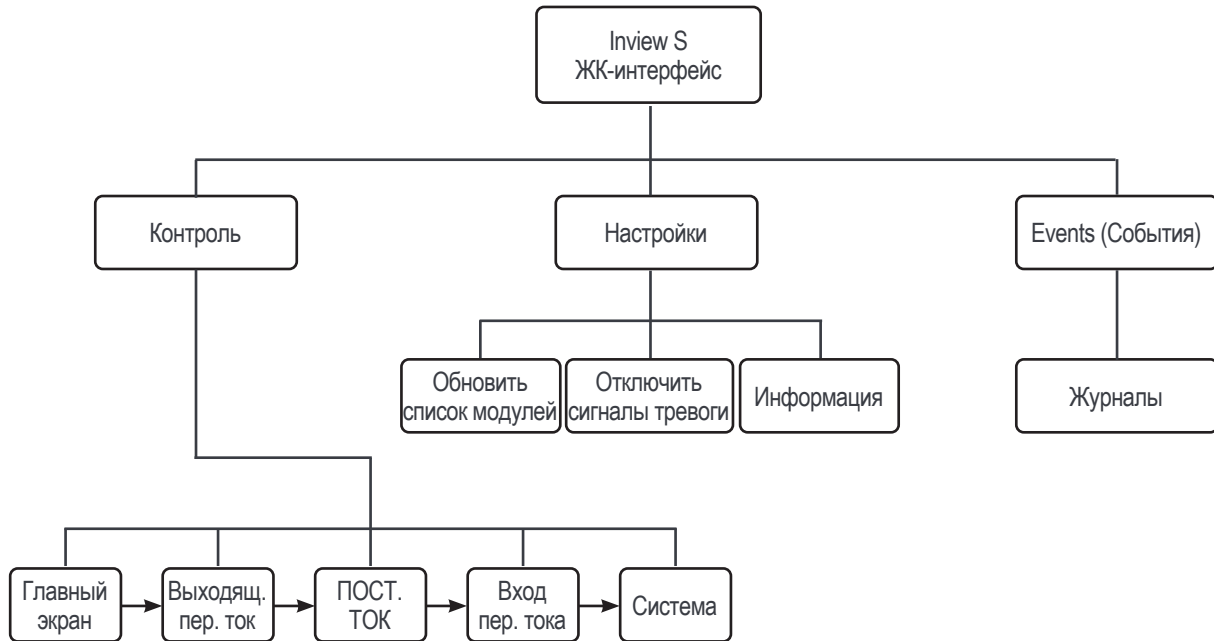 Inview S
ЖК-интерфейс
Контроль
Настройки
Events (События)
Обновить
список модулей
Отключить
сигналы тревоги
Информация
Журналы
Главный
экран
Выходящ.
пер. ток
ПОСТ.
ТОК
Вход
пер. тока
Система